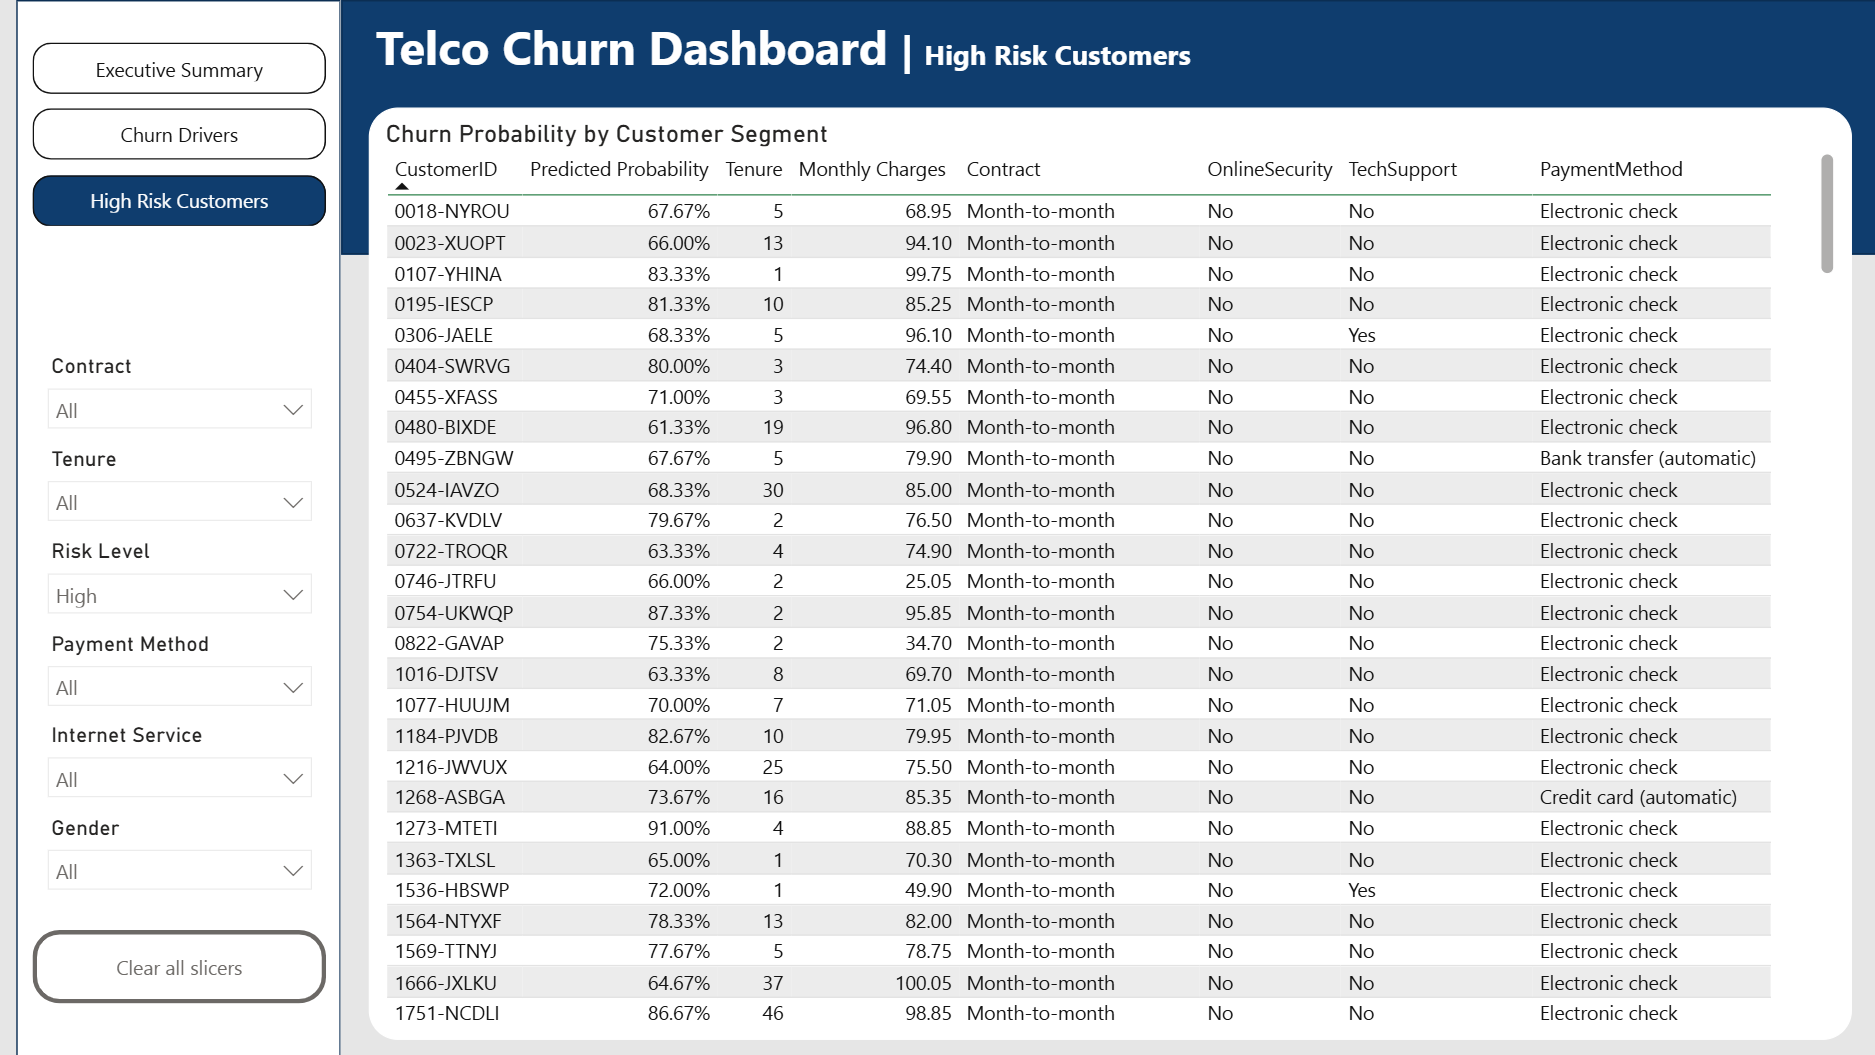 Executive Summary
Churn Drivers
High Risk Customers
Contract
All
Tenure
All
Risk Level
High
Payment Method
All
Internet Service
All
Gender
All
Clear all slicers
Telco Churn Dashboard | High Risk Customers
Churn Probability by Customer Segment
CustomerID Predicted Probability Tenure Monthly Charges Contract OnlineSecurity TechSupport PaymentMethod
0018-NYROU 67.67% 5 68.95 Month-to-month No No Electronic check
0023-XUOPT 66.00% 13 94.10 Month-to-month No No Electronic check
0107-YHINA 83.33% 1 99.75 Month-to-month No No Electronic check
0195-IESCP 81.33% 10 85.25 Month-to-month No No Electronic check
0306-JAELE 68.33% 5 96.10 Month-to-month No Yes Electronic check
0404-SWRVG 80.00% 3 74.40 Month-to-month No No Electronic check
0455-XFASS 71.00% 3 69.55 Month-to-month No No Electronic check
0480-BIXDE 61.33% 19 96.80 Month-to-month No No Electronic check
0495-ZBNGW 67.67% 5 79.90 Month-to-month No No Bank transfer (automatic)
0524-IAVZO 68.33% 30 85.00 Month-to-month No No Electronic check
0637-KVDLV 79.67% 2 76.50 Month-to-month No No Electronic check
0722-TROQR 63.33% 4 74.90 Month-to-month No No Electronic check
0746-JTRFU 66.00% 2 25.05 Month-to-month No No Electronic check
0754-UKWQP 87.33% 2 95.85 Month-to-month No No Electronic check
0822-GAVAP 75.33% 2 34.70 Month-to-month No No Electronic check
1016-DJTSV 63.33% 8 69.70 Month-to-month No No Electronic check
1077-HUUJM 70.00% 7 71.05 Month-to-month No No Electronic check
1184-PJVDB 82.67% 10 79.95 Month-to-month No No Electronic check
1216-JWVUX 64.00% 25 75.50 Month-to-month No No Electronic check
1268-ASBGA 73.67% 16 85.35 Month-to-month No No Credit card (automatic)
1273-MTETI 91.00% 4 88.85 Month-to-month No No Electronic check
1363-TXLSL 65.00% 1 70.30 Month-to-month No No Electronic check
1536-HBSWP 72.00% 1 49.90 Month-to-month No Yes Electronic check
1564-NTYXF 78.33% 13 82.00 Month-to-month No No Electronic check
1569-TTNYJ 77.67% 5 78.75 Month-to-month No No Electronic check
1666-JXLKU 64.67% 37 100.05 Month-to-month No No Electronic check
1751-NCDLI 86.67% 46 98.85 Month-to-month No No Electronic check